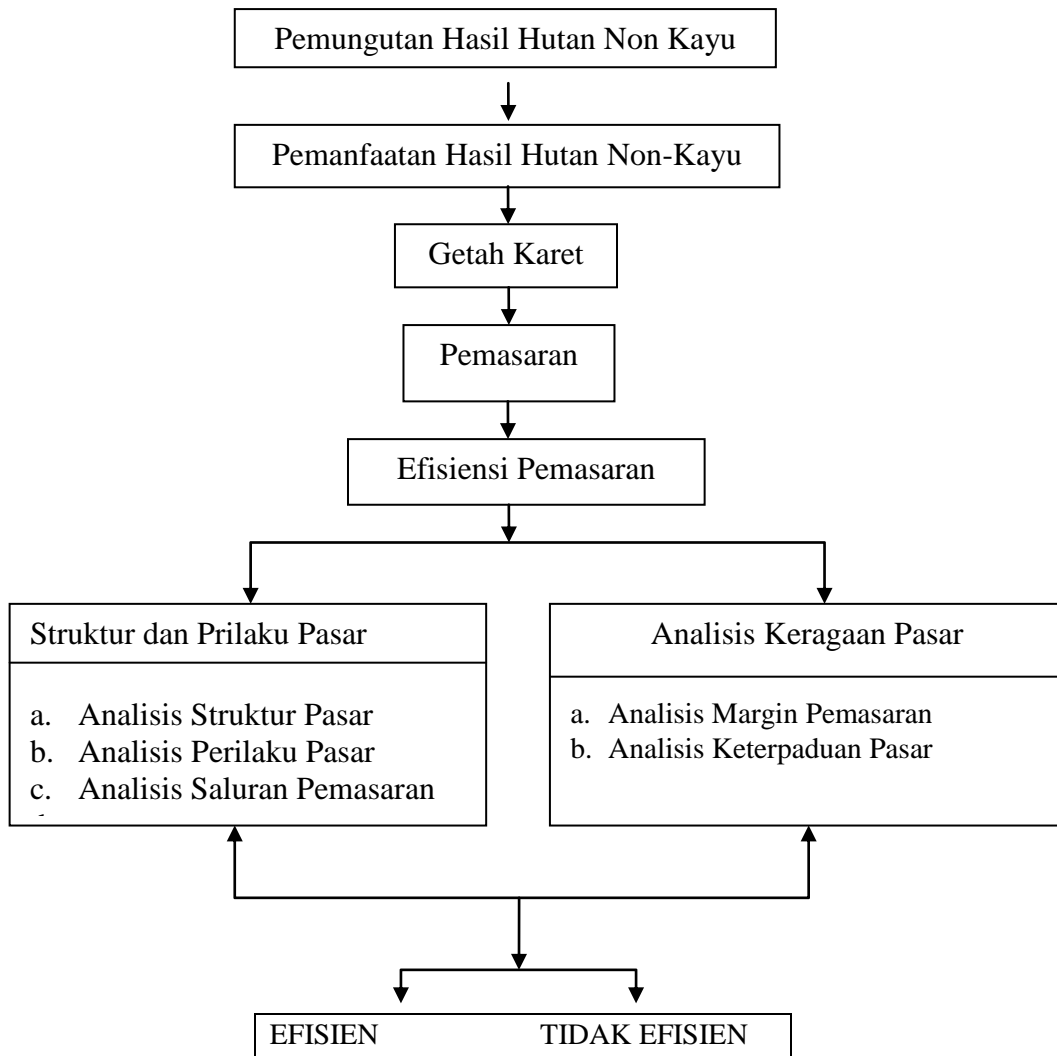 Pemungutan Hasil Hutan Non Kayu
Pemanfaatan Hasil Hutan Non-Kayu
Getah Karet
Pemasaran
Efisiensi Pemasaran
Struktur dan Prilaku Pasar
a. Analisis Struktur Pasar
b. Analisis Perilaku Pasar
c. Analisis Saluran Pemasaran
Analisis Keragaan Pasar
a. Analisis Margin Pemasaran
b. Analisis Keterpaduan Pasar
EFISIEN TIDAK EFISIEN